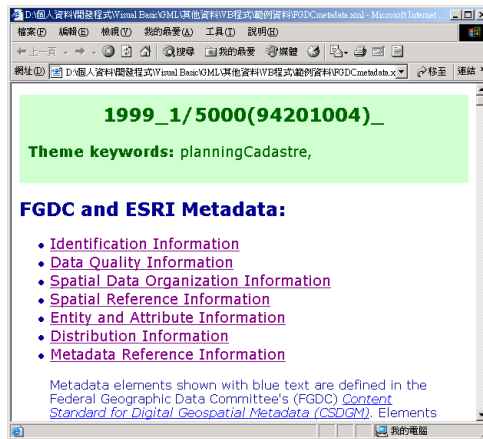 D:\個人資料\開發程式\Visual Basic\GML\其他資料\VB程式\範例資料\FGDCmetadata.xml - Microsoft Internet ...
檔案(F) 編輯(E) 檢視(V) 我的最愛(A) 工具(T) 說明(H)
上一頁 搜尋 我的最愛 媒體
網址(D) D:\個人資料\開發程式\Visual Basic\GML\其他資料\VB程式\範例資料\FGDCmetadata.x 移至 連結 »
1999_1/5000(94201004)_
Theme keywords: planningCadastre,
FGDC and ESRI Metadata:
• Identification Information
• Data Quality Information
• Spatial Data Organization Information
• Spatial Reference Information
• Entity and Attribute Information
• Distribution Information
• Metadata Reference Information
Metadata elements shown with blue text are defined in the
Federal Geographic Data Committee's (FGDC) Content
Standard for Digital Geospatial Metadata (CSDGM). Elements
我的電腦